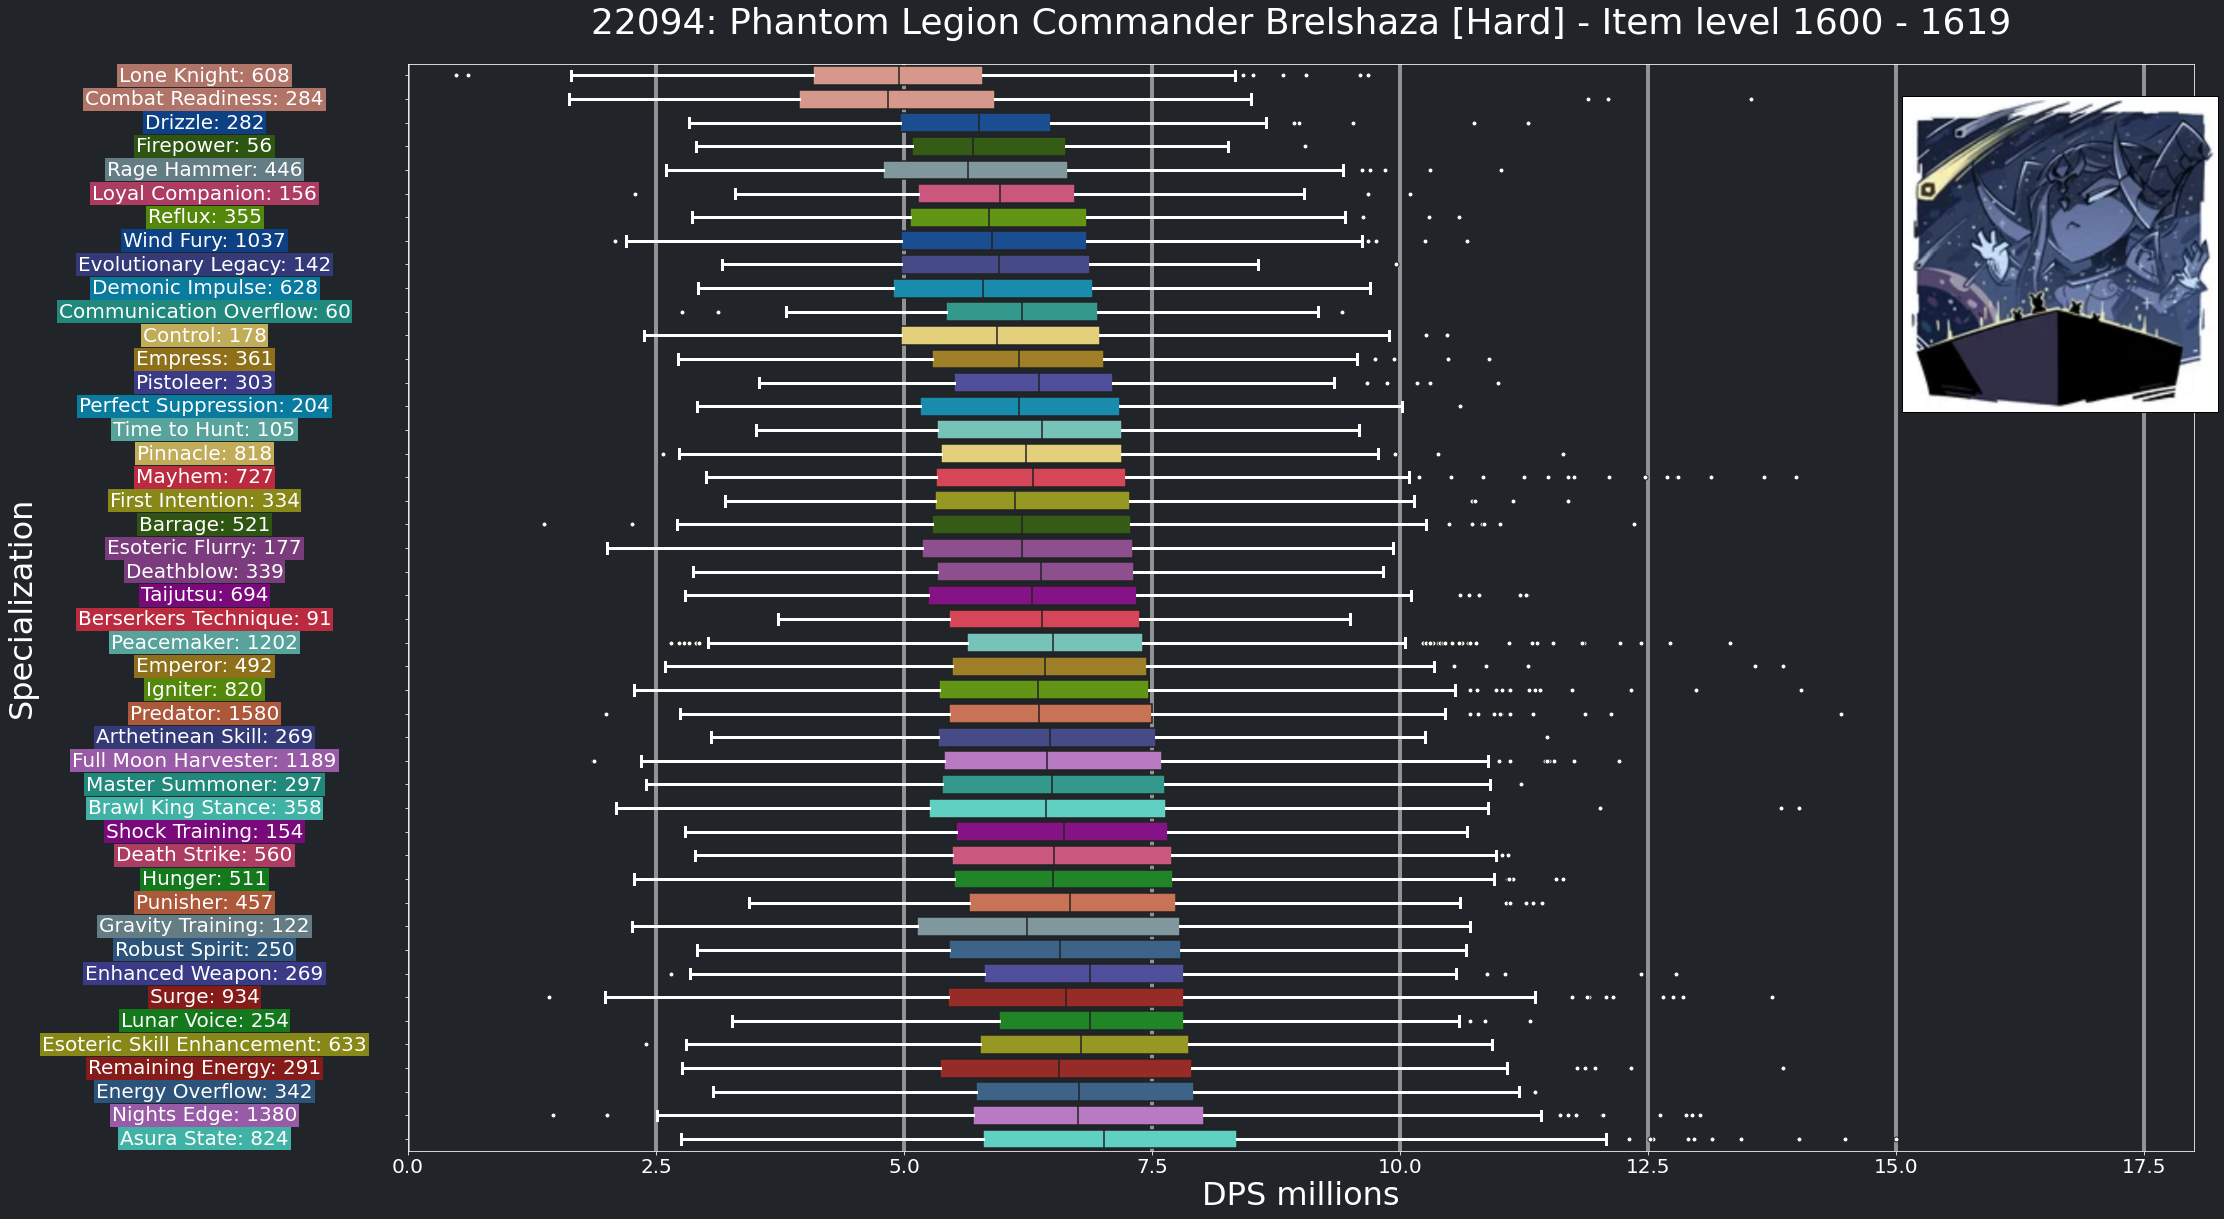 22094: Phantom Legion Commander Brelshaza [Hard] - Item level 1600 - 1619
Specialization
Lone Knight: 608
Combat Readiness: 284
Drizzle: 282
Firepower: 56
Rage Hammer: 446
Loyal Companion: 156
Reflux: 355
Wind Fury: 1037
Evolutionary Legacy: 142
Demonic Impulse: 628
Communication Overflow: 60
Control: 178
Empress: 361
Pistoleer: 303
Perfect Suppression: 204
Time to Hunt: 105
Pinnacle: 818
Mayhem: 727
First Intention: 334
Barrage: 521
Esoteric Flurry: 177
Deathblow: 339
Taijutsu: 694
Berserkers Technique: 91
Peacemaker: 1202
Emperor: 492
Igniter: 820
Predator: 1580
Arthetinean Skill: 269
Full Moon Harvester: 1189
Master Summoner: 297
Brawl King Stance: 358
Shock Training: 154
Death Strike: 560
Hunger: 511
Punisher: 457
Gravity Training: 122
Robust Spirit: 250
Enhanced Weapon: 269
Surge: 934
Lunar Voice: 254
Esoteric Skill Enhancement: 633
Remaining Energy: 291
Energy Overflow: 342
Nights Edge: 1380
Asura State: 824
0.0 2.5 5.0 7.5 10.0 12.5 15.0 17.5
DPS millions